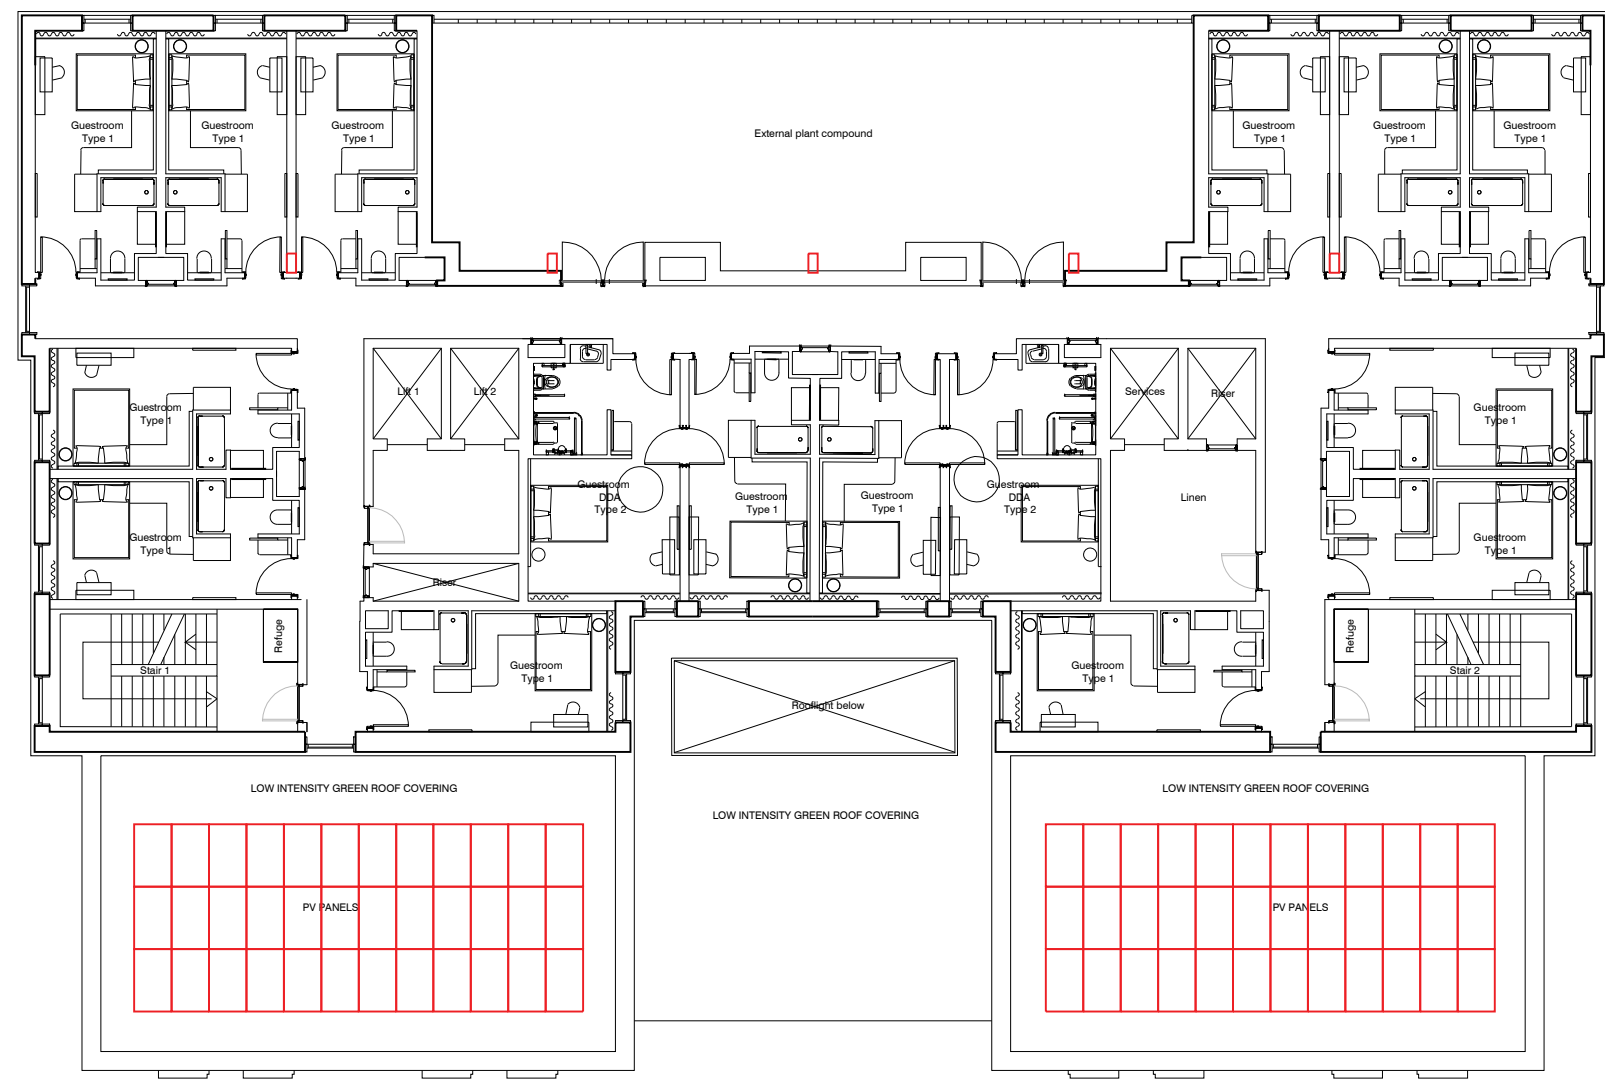 Guestroom
Type 1
Guestroom
Type 1
Guestroom
Type 1
External plant compound
Guestroom
Type 1
Guestroom
Type 1
Guestroom
Type 1
Lift 1
Lift 2
Services
Riser
Guestroom
Type 1
Guestroom
Type 1
Guestroom
DDA
Type 2
Guestroom
Type 1
Guestroom
Type 1
Guestroom
DDA
Type 2
Linen
Guestroom
Type 1
Guestroom
Type 1
Riser
Refuge
Stair 1
Guestroom
Type 1
Rooflight below
Guestroom
Type 1
Refuge
Stair 2
LOW INTENSITY GREEN ROOF COVERING
LOW INTENSITY GREEN ROOF COVERING
LOW INTENSITY GREEN ROOF COVERING
PV PANELS
PV PANELS